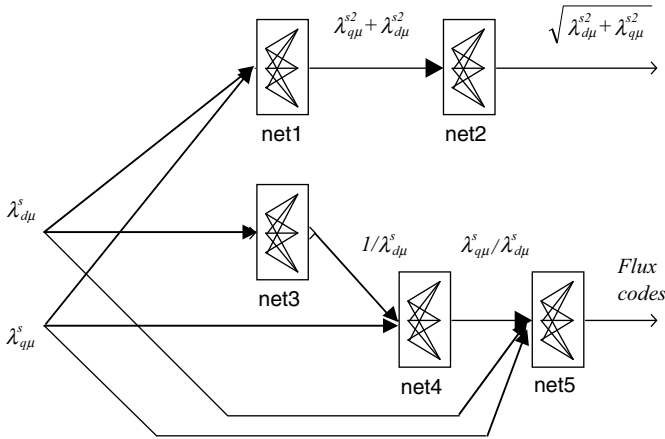 λ^{s2}_{qμ} + λ^{s2}_{dμ}
√(λ^{s2}_{dμ} + λ^{s2}_{qμ})
net1
net2
λ^s_{dμ}
net3
1/λ^s_{dμ}
λ^s_{qμ}/λ^s_{dμ}
Flux
codes
λ^s_{qμ}
net4
net5